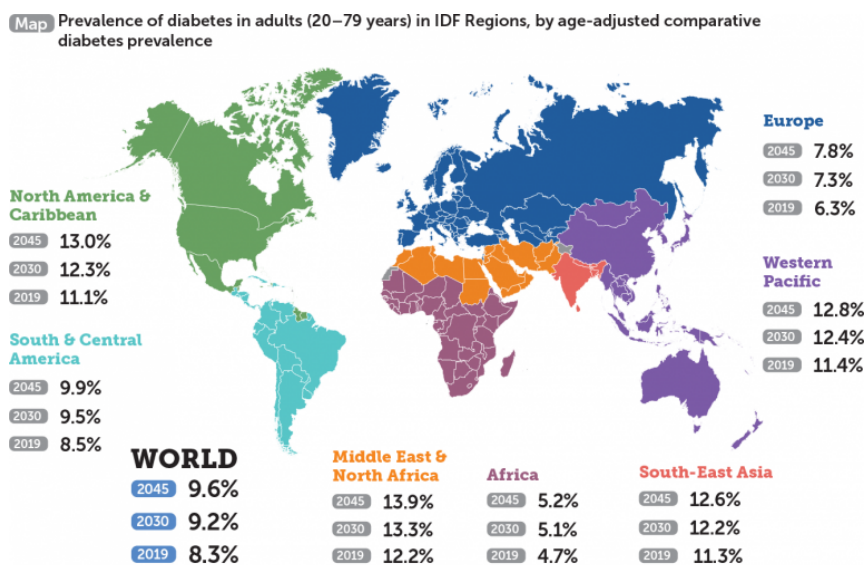 Map Prevalence of diabetes in adults (20–79 years) in IDF Regions, by age-adjusted comparative
diabetes prevalence
North America &
Caribbean
2045 13.0%
2030 12.3%
2019 11.1%
South & Central
America
2045 9.9%
2030 9.5%
2019 8.5%
WORLD
2045 9.6%
2030 9.2%
2019 8.3%
Middle East &
North Africa
2045 13.9%
2030 13.3%
2019 12.2%
Africa
2045 5.2%
2030 5.1%
2019 4.7%
South-East Asia
2045 12.6%
2030 12.2%
2019 11.3%
Europe
2045 7.8%
2030 7.3%
2019 6.3%
Western
Pacific
2045 12.8%
2030 12.4%
2019 11.4%